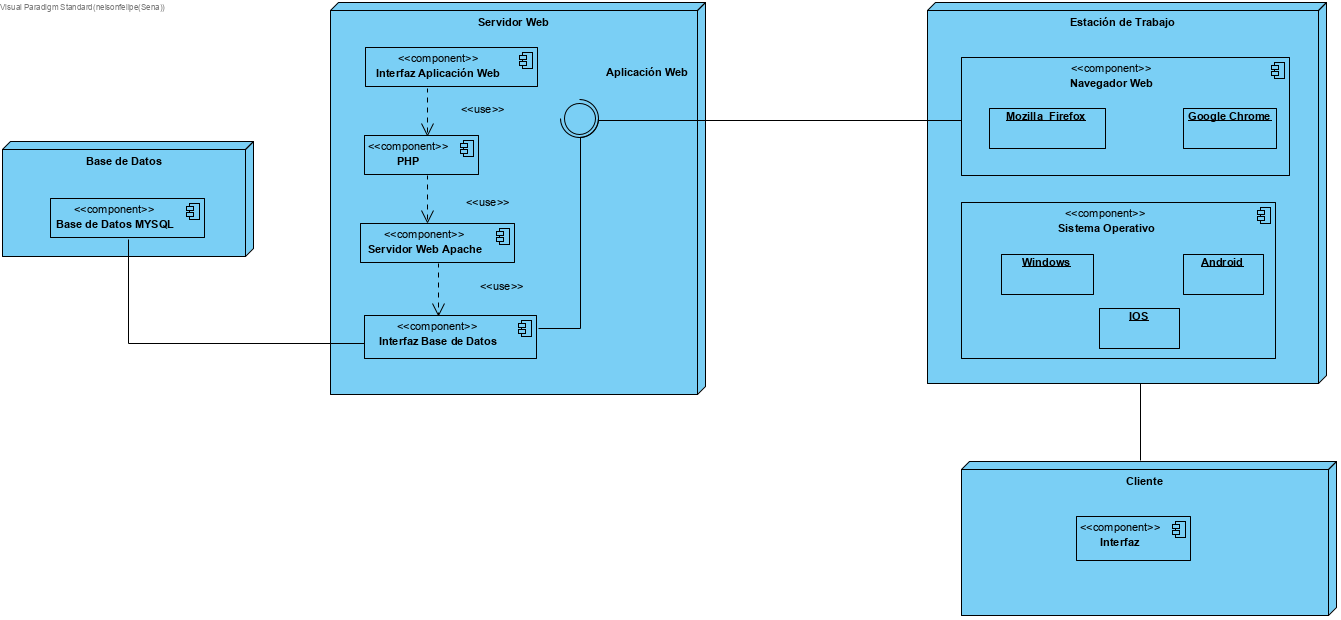 Visual Paradigm Standard(nelsonfelipe(Sena))
Servidor Web
<<component>>
Interfaz Aplicación Web
Aplicación Web
<<use>>
<<component>>
PHP
<<use>>
<<component>>
Servidor Web Apache
<<use>>
<<component>>
Interfaz Base de Datos
Base de Datos
<<component>>
Base de Datos MYSQL
Estación de Trabajo
<<component>>
Navegador Web
Mozilla Firefox
Google Chrome
<<component>>
Sistema Operativo
Windows
Android
IOS
Cliente
<<component>>
Interfaz